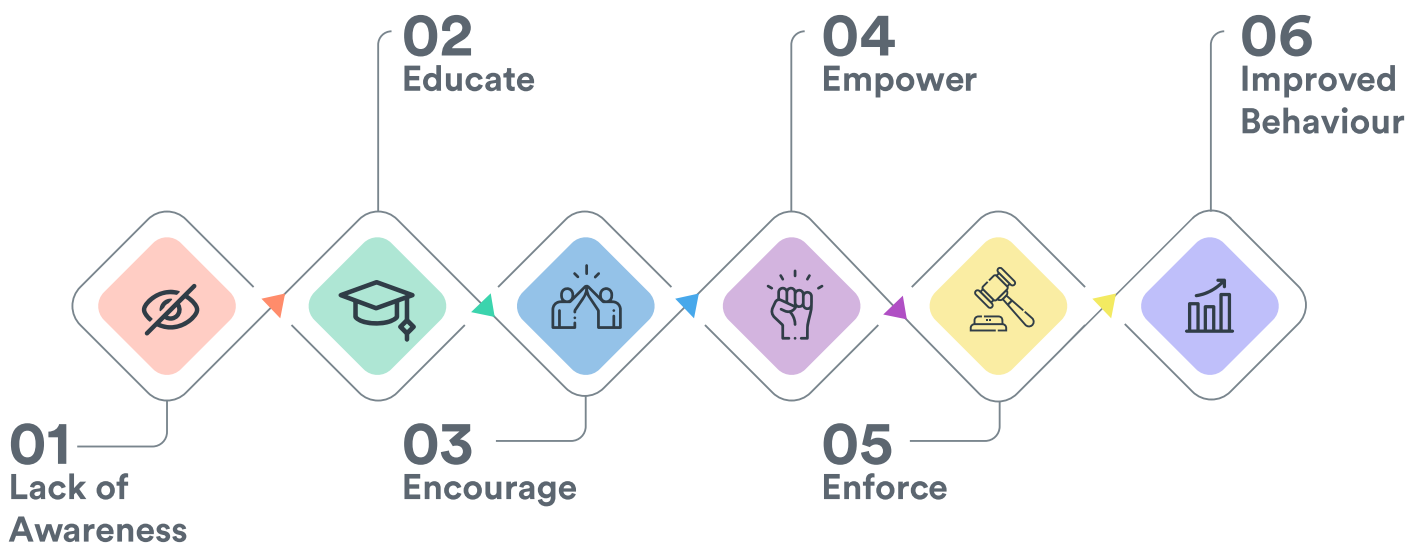 01
Lack of
Awareness
02
Educate
03
Encourage
04
Empower
05
Enforce
06
Improved
Behaviour